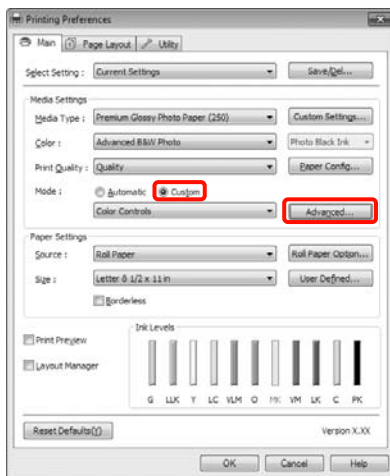 Printing Preferences
Main Page Layout Utility
Select Setting : Current Settings Save/Del...
Media Settings
Media Type : Premium Glossy Photo Paper (250) Custom Settings...
Color : Advanced B&W Photo Photo Black Ink
Print Quality : Quality Paper Config...
Mode : Automatic Custom
Color Controls Advanced...
Paper Settings
Source : Roll Paper Roll Paper Option...
Size : Letter 8 1/2 x 11 in User Defined...
Borderless
Print Preview
Layout Manager
Ink Levels
G LLK Y LC VLM O MK VM LK C PK
Reset Defaults(Y) Version X.XX
OK Cancel Help